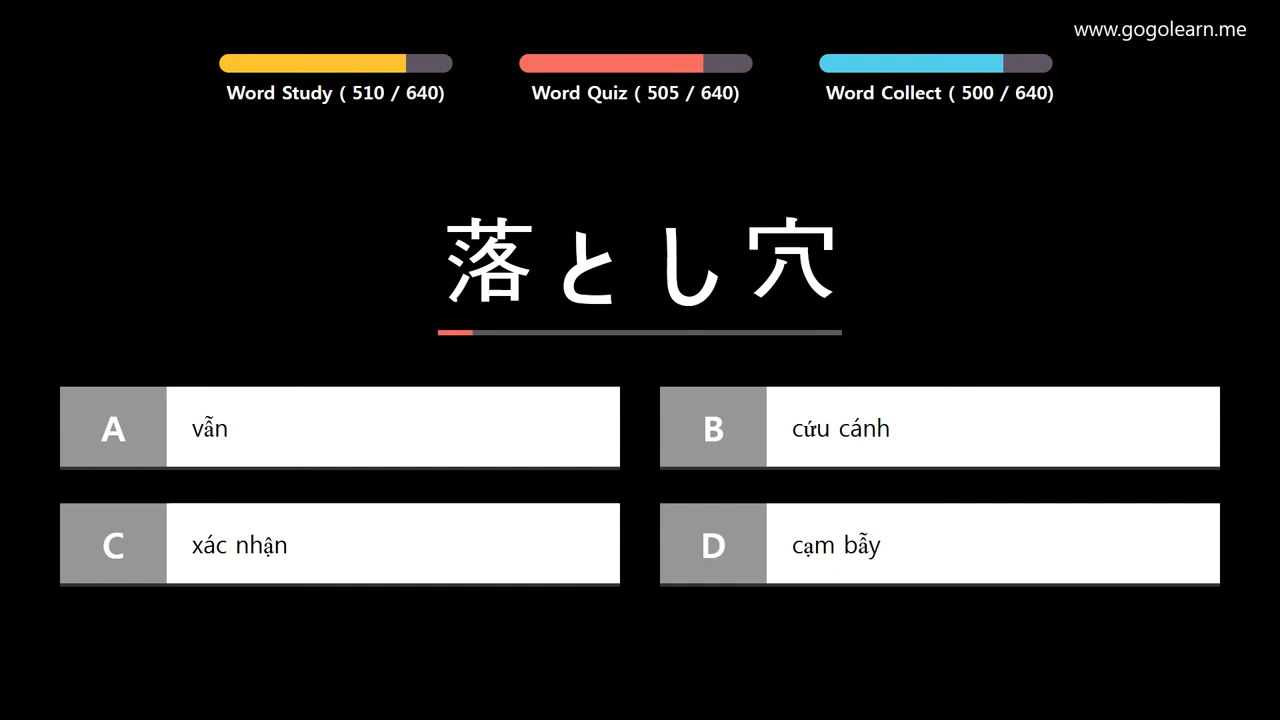 www.gogolearn.me
Word Study ( 510 / 640)
Word Quiz ( 505 / 640)
Word Collect ( 500 / 640)
落とし穴
A vẫn
B cứu cánh
C xác nhận
D cạm bẫy